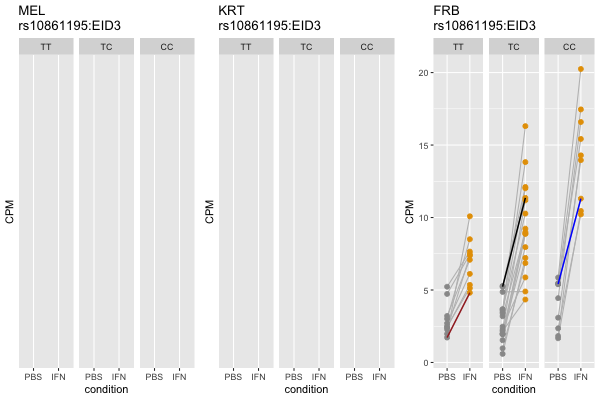 MEL
rs10861195:EID3
TT TC CC
CPM
PBS IFN PBS IFN PBS IFN
condition
KRT
rs10861195:EID3
TT TC CC
CPM
PBS IFN PBS IFN PBS IFN
condition
FRB
rs10861195:EID3
TT TC CC
20
15
10
5
0
CPM
PBS IFN PBS IFN PBS IFN
condition